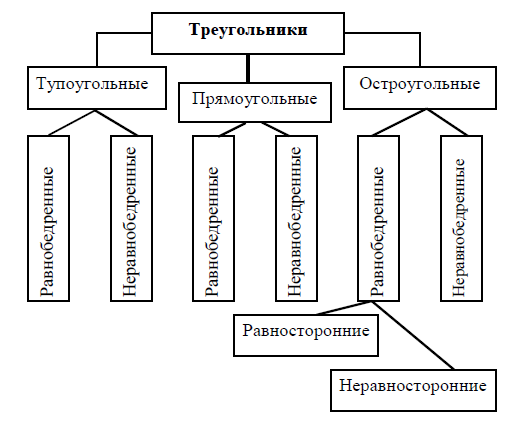 Треугольники
Тупоугольные
Прямоугольные
Остроугольные
Равнобедренные
Неравнобедренные
Равнобедренные
Неравнобедренные
Равнобедренные
Неравнобедренные
Равносторонние
Неравносторонние